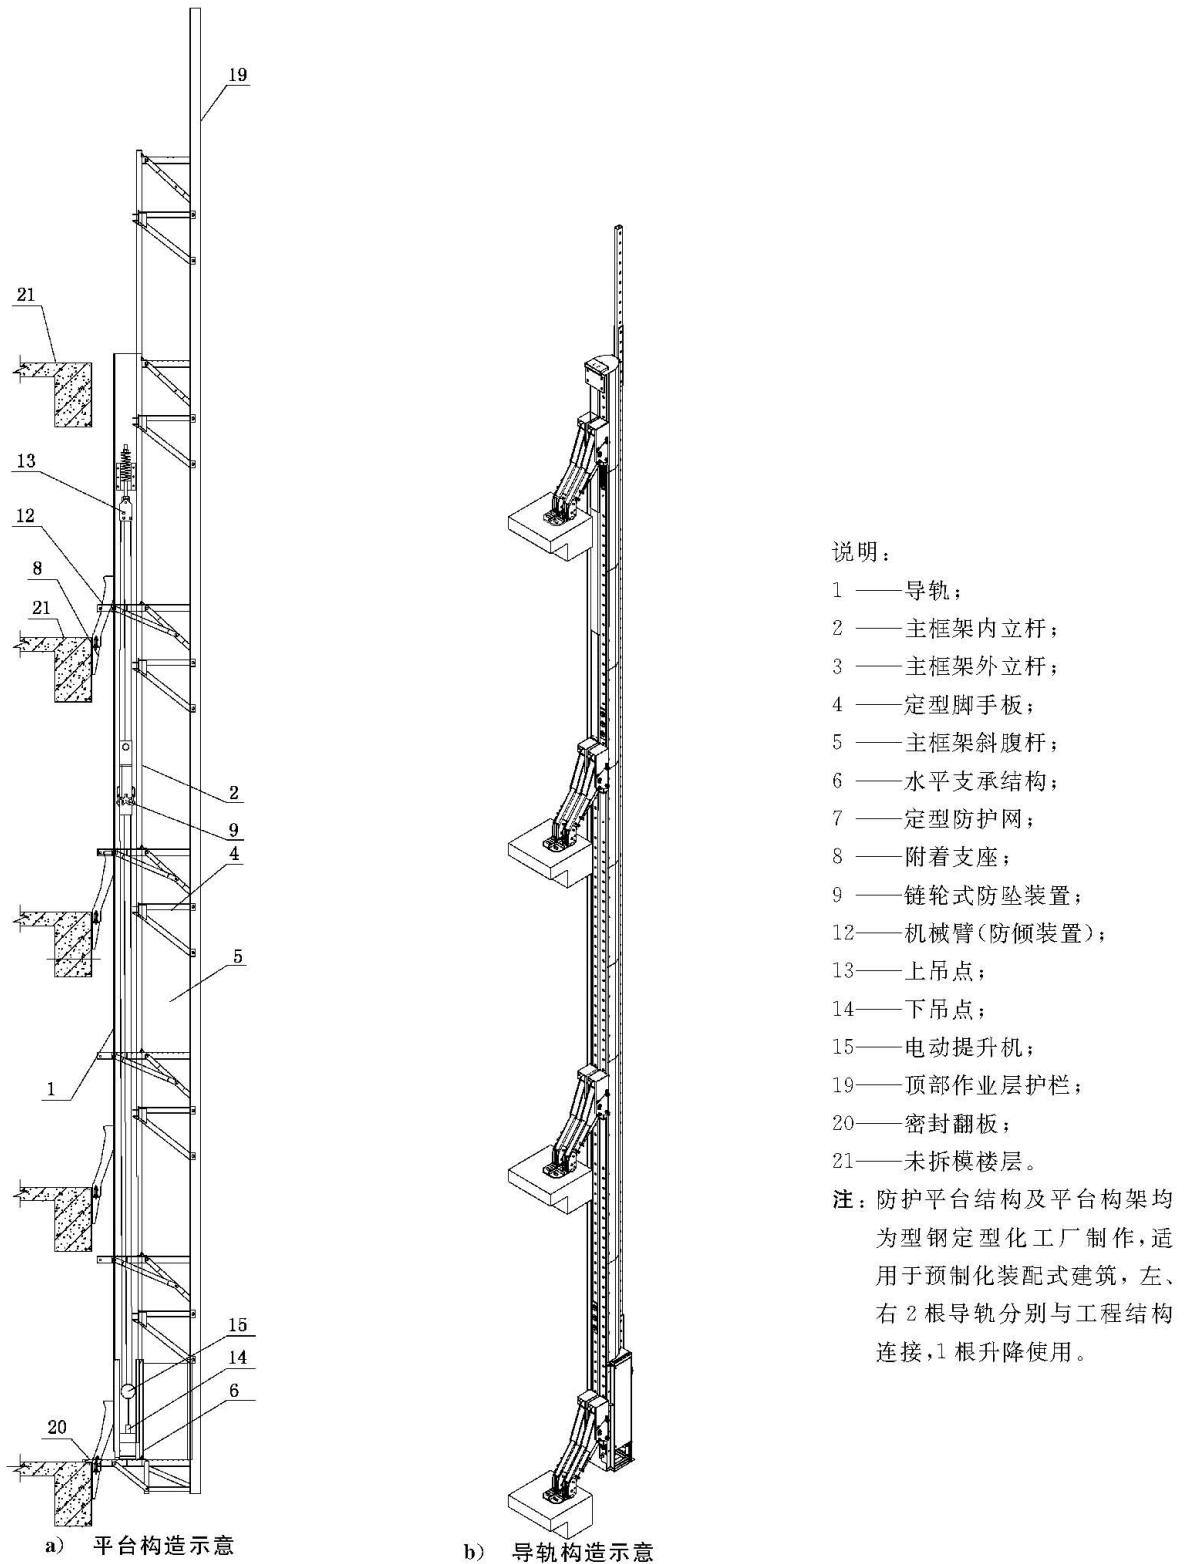 19
21
13
12
8
21
2
9
4
5
1
15
14
6
20
a) 平台构造示意
b) 导轨构造示意
说明：
1 ——导轨；
2 ——主框架内立杆；
3 ——主框架外立杆；
4 ——定型脚手板；
5 ——主框架斜腹杆；
6 ——水平支承结构；
7 ——定型防护网；
8 ——附着支座；
9 ——链轮式防坠装置；
12——机械臂(防倾装置)；
13——上吊点；
14——下吊点；
15——电动提升机；
19——顶部作业层护栏；
20——密封翻板；
21——未拆模楼层。
注：防护平台结构及平台构架均
为型钢定型化工厂制作，适
用于预制化装配式建筑，左、
右2根导轨分别与工程结构
连接，1根升降使用。